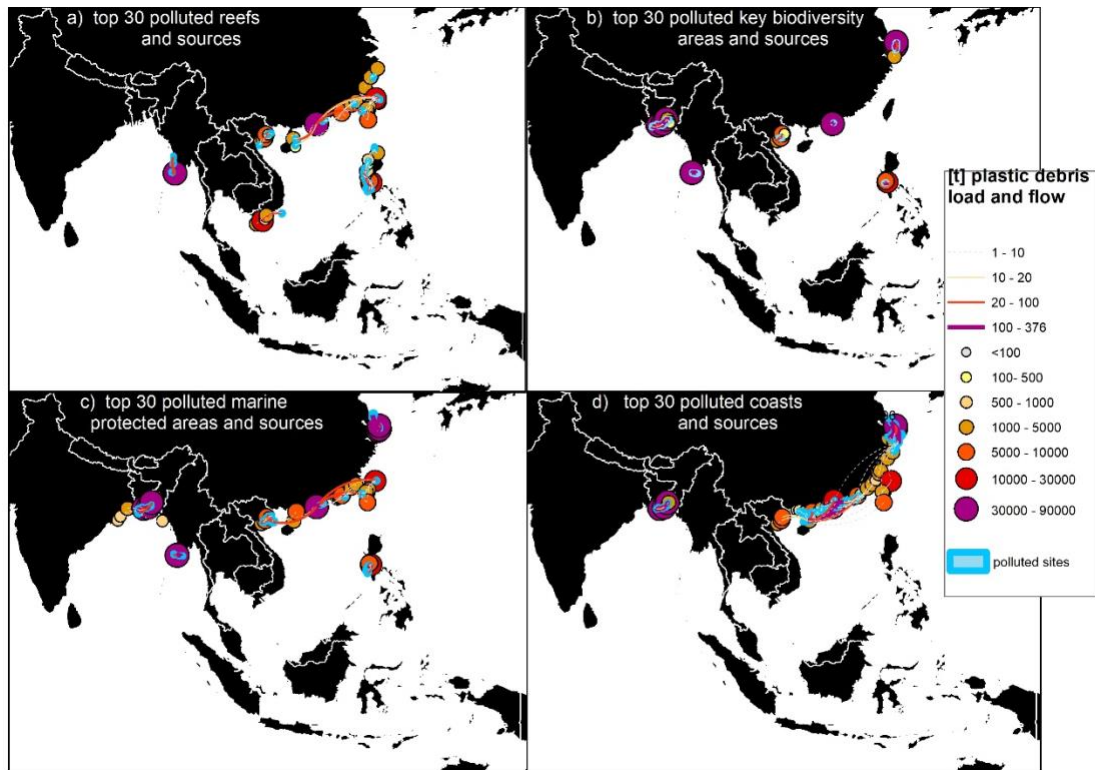 a) top 30 polluted reefs
and sources
b) top 30 polluted key biodiversity
areas and sources
c) top 30 polluted marine
protected areas and sources
d) top 30 polluted coasts
and sources
[t] plastic debris
load and flow
1 - 10
10 - 20
20 - 100
100 - 376
<100
100- 500
500 - 1000
1000 - 5000
5000 - 10000
10000 - 30000
30000 - 90000
polluted sites